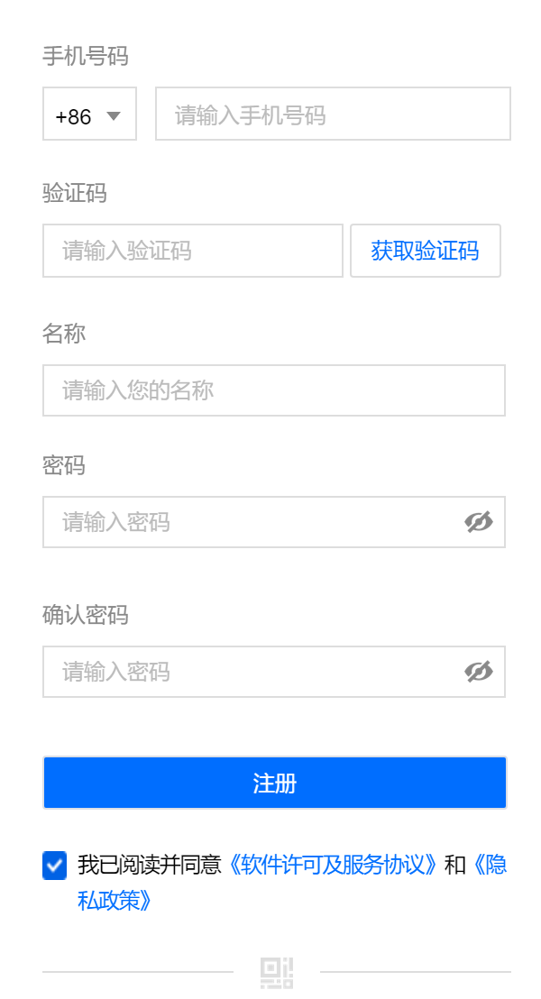 手机号码
+86 请输入手机号码
验证码
请输入验证码 获取验证码
名称
请输入您的名称
密码
请输入密码
确认密码
请输入密码
注册
我已阅读并同意《软件许可及服务协议》和《隐
私政策》